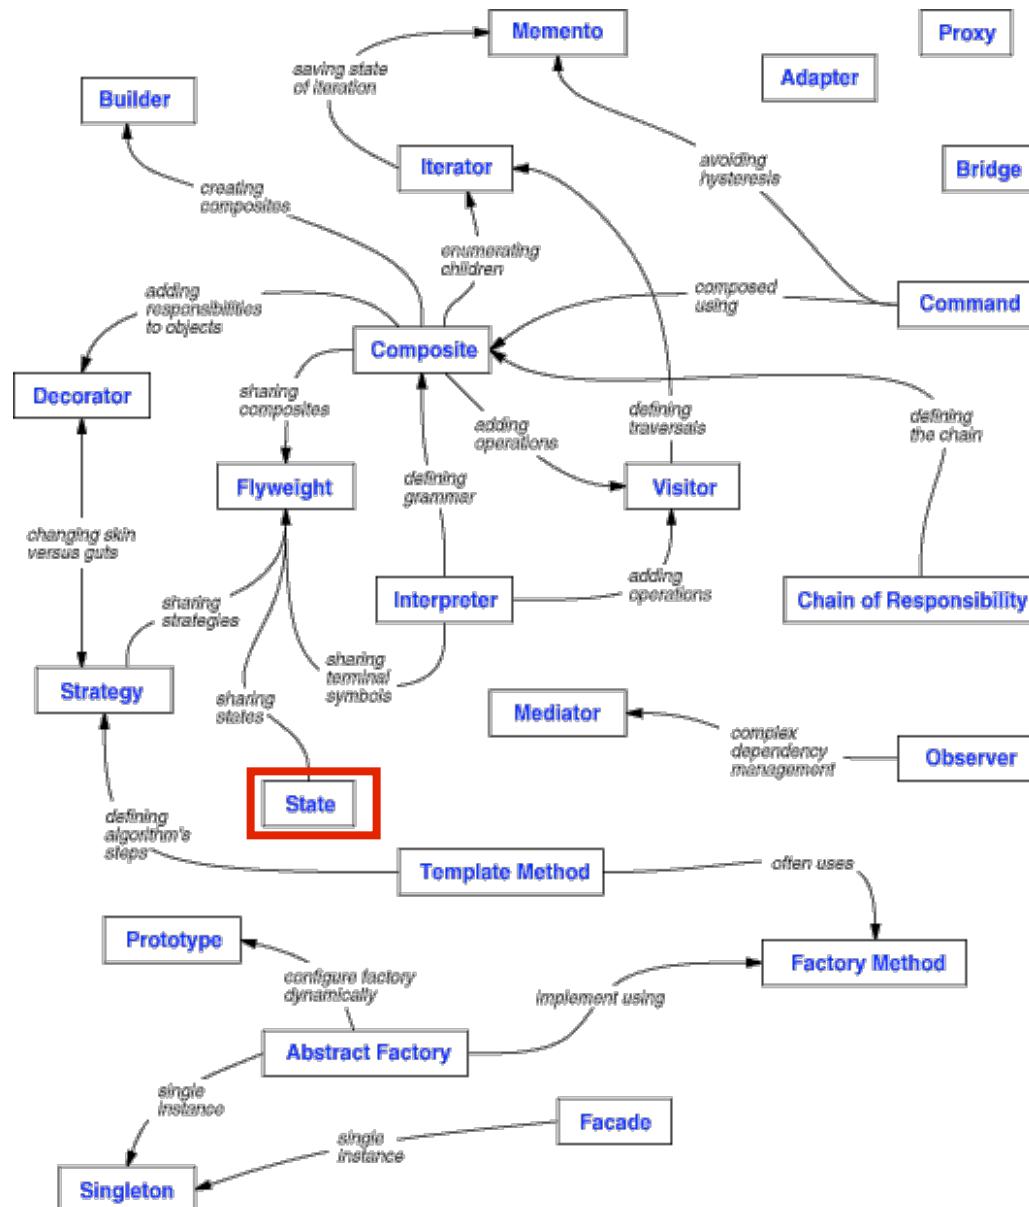 Memento
Proxy
saving state
of iteration
Adapter
Builder
avoiding
hysteresis
Iterator
Bridge
creating
composites
enumerating
children
adding
responsibilities
to objects
composed
using
Command
Composite
Decorator
sharing
composites
adding
operations
defining
traversals
defining
the chain
Flyweight
defining
grammar
Visitor
changing skin
versus guts
sharing
strategies
Interpreter
adding
operations
Chain of Responsibility
Strategy
sharing
terminal
symbols
sharing
states
Mediator
complex
dependency
management
Observer
State
defining
algorithm's
steps
Template Method
often uses
Prototype
Factory Method
configure factory
dynamically
implement using
Abstract Factory
single
instance
Facade
single
instance
Singleton